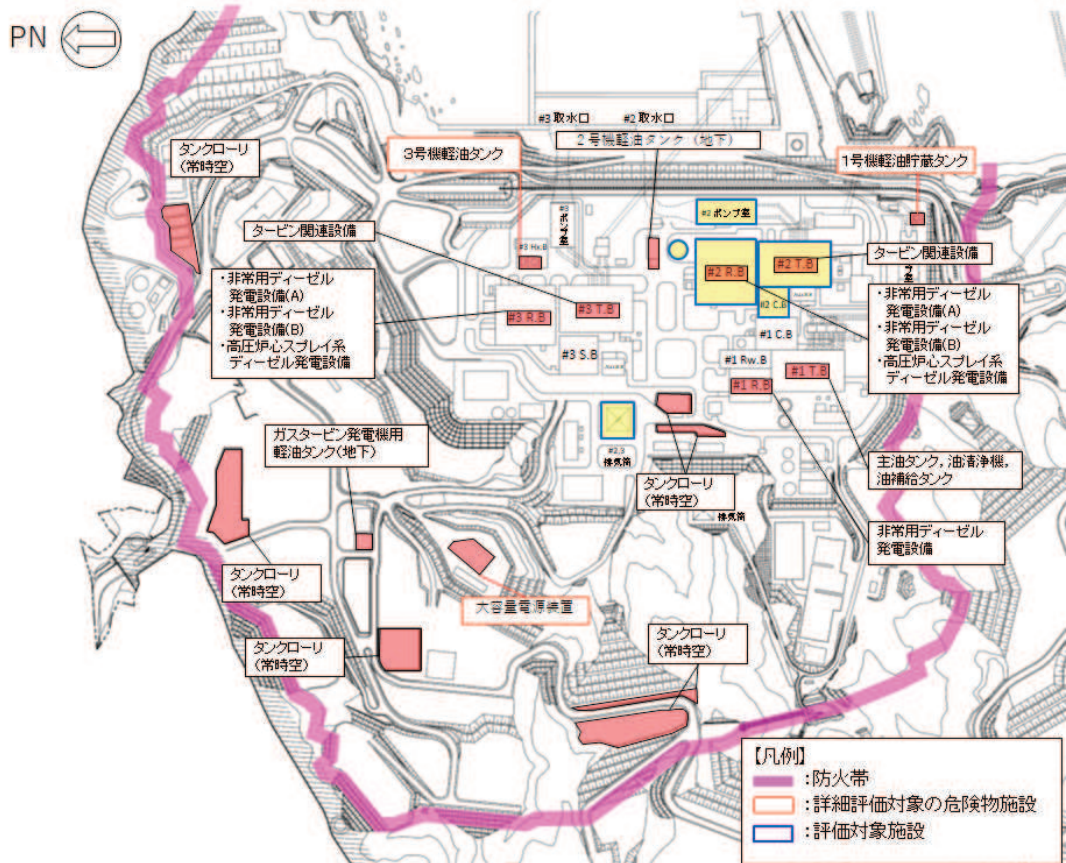 PN
#3 取水口
#2 取水口
タンクローリ
(常時空)
3号機軽油タンク
2号機軽油タンク (地下)
1号機軽油貯蔵タンク
#2 ポンプ室
#3
ポンプ室
タービン関連設備
#3 Hx.B
#2 R.B
#2 T.B
タービン関連設備
・非常用ディーゼル
発電設備(A)
・非常用ディーゼル
発電設備(B)
・高圧炉心スプレイ系
ディーゼル発電設備
#3 R.B
#3 T.B
#2 C.B
・非常用ディーゼル
発電設備(A)
・非常用ディーゼル
発電設備(B)
・高圧炉心スプレイ系
ディーゼル発電設備
#1 C.B
#3 S.B
#1 Rw.B
#1 T.B
#1 R.B
ガスタービン発電機用
軽油タンク(地下)
#2,3
排気筒
主油タンク, 油清浄機,
油補給タンク
タンクローリ
(常時空)
排気筒
非常用ディーゼル
発電設備
タンクローリ
(常時空)
大容量電源装置
タンクローリ
(常時空)
タンクローリ
(常時空)
【凡例】
:防火帯
:詳細評価対象の危険物施設
:評価対象施設